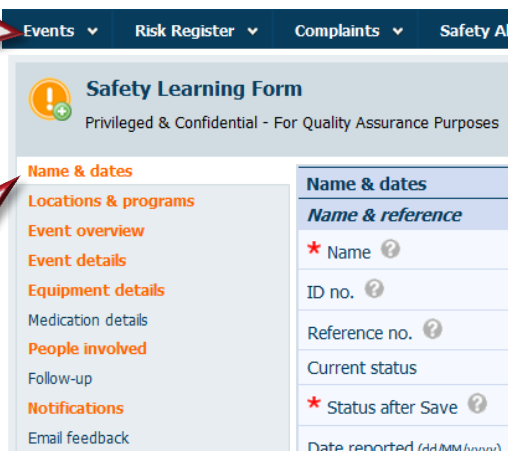 Events Risk Register Complaints Safety Al
Safety Learning Form
Privileged & Confidential - For Quality Assurance Purposes
Name & dates
Locations & programs
Event overview
Event details
Equipment details
Medication details
People involved
Follow-up
Notifications
Email feedback
Name & dates
Name & reference
* Name ?
ID no. ?
Reference no. ?
Current status
* Status after Save ?
Date reported (dd/MM/yyyy)